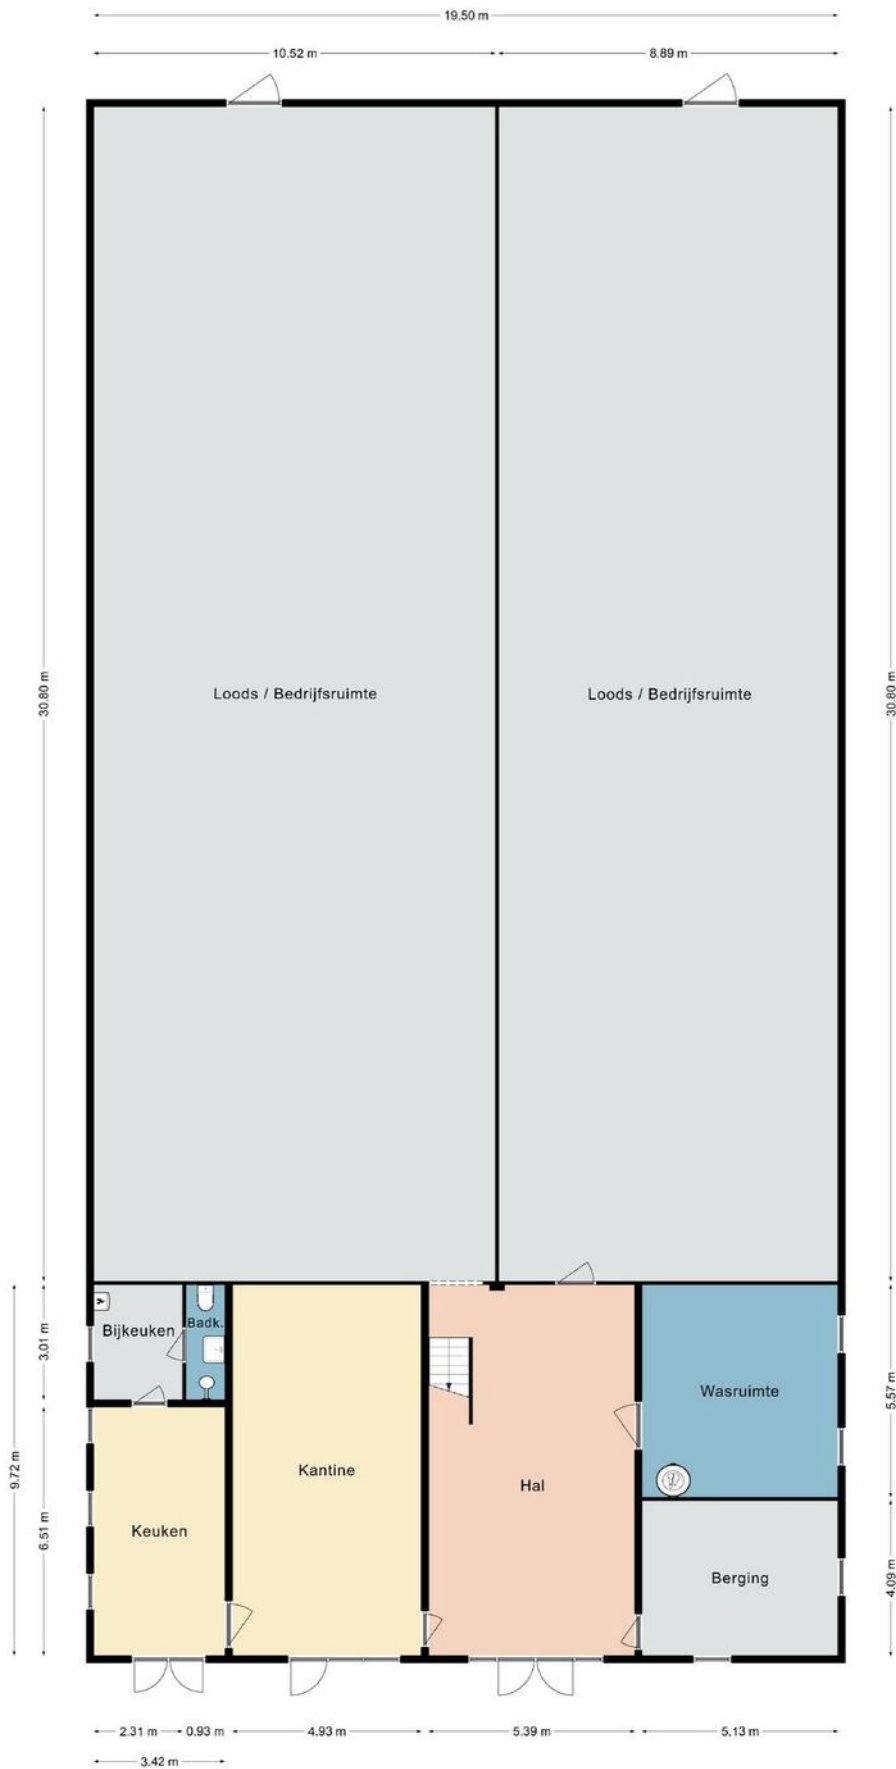 19.50 m
10.52 m
8.89 m
30.80 m
30.80 m
Loods / Bedrijfsruimte
Loods / Bedrijfsruimte
Bijkeuken
Badk.
3.01 m
5.57 m
Wasruimte
9.72 m
Kantine
Hal
Keuken
6.51 m
Berging
4.09 m
2.31 m
0.93 m
4.93 m
5.39 m
5.13 m
3.42 m